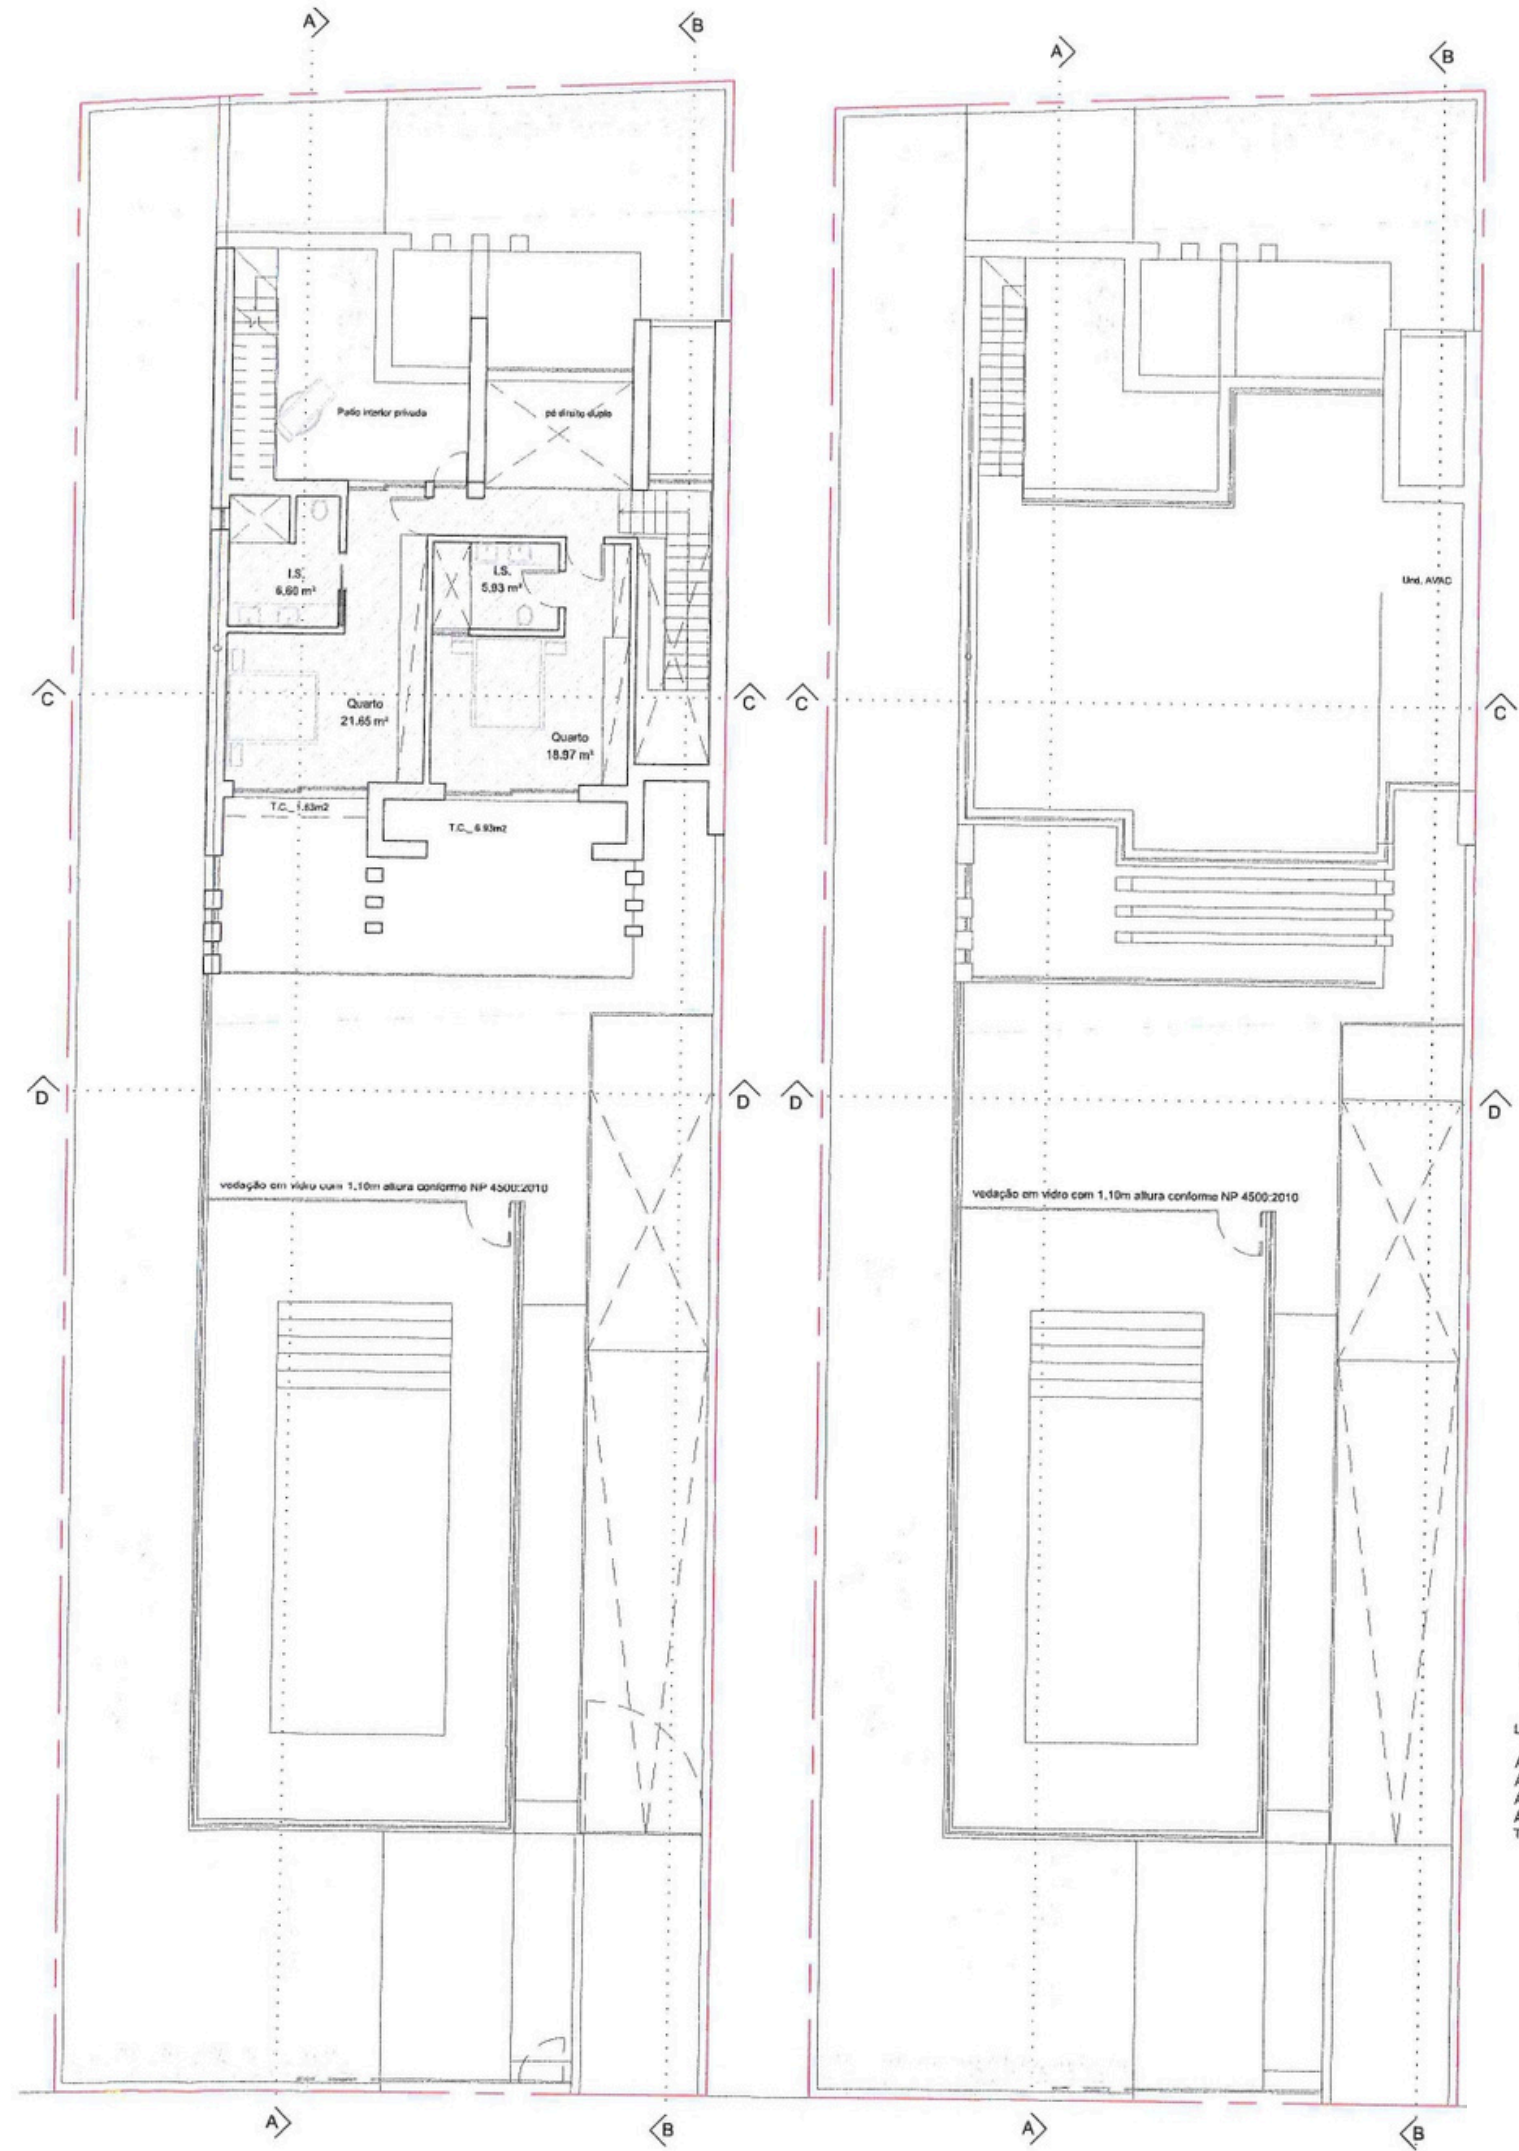 A
B
A
B
Patio interior privado
pé direito duplo
I.S.
6.60 m²
I.S.
5.93 m²
Und. AVAC
C
Quarto
21.65 m²
Quarto
18.97 m²
C
C
C
T.C._ 1.63m2
T.C._ 6.93m2
D
D
D
D
vedação em vidro com 1,10m altura conforme NP 4500:2010
vedação em vidro com 1,10m altura conforme NP 4500:2010
A
B
A
B